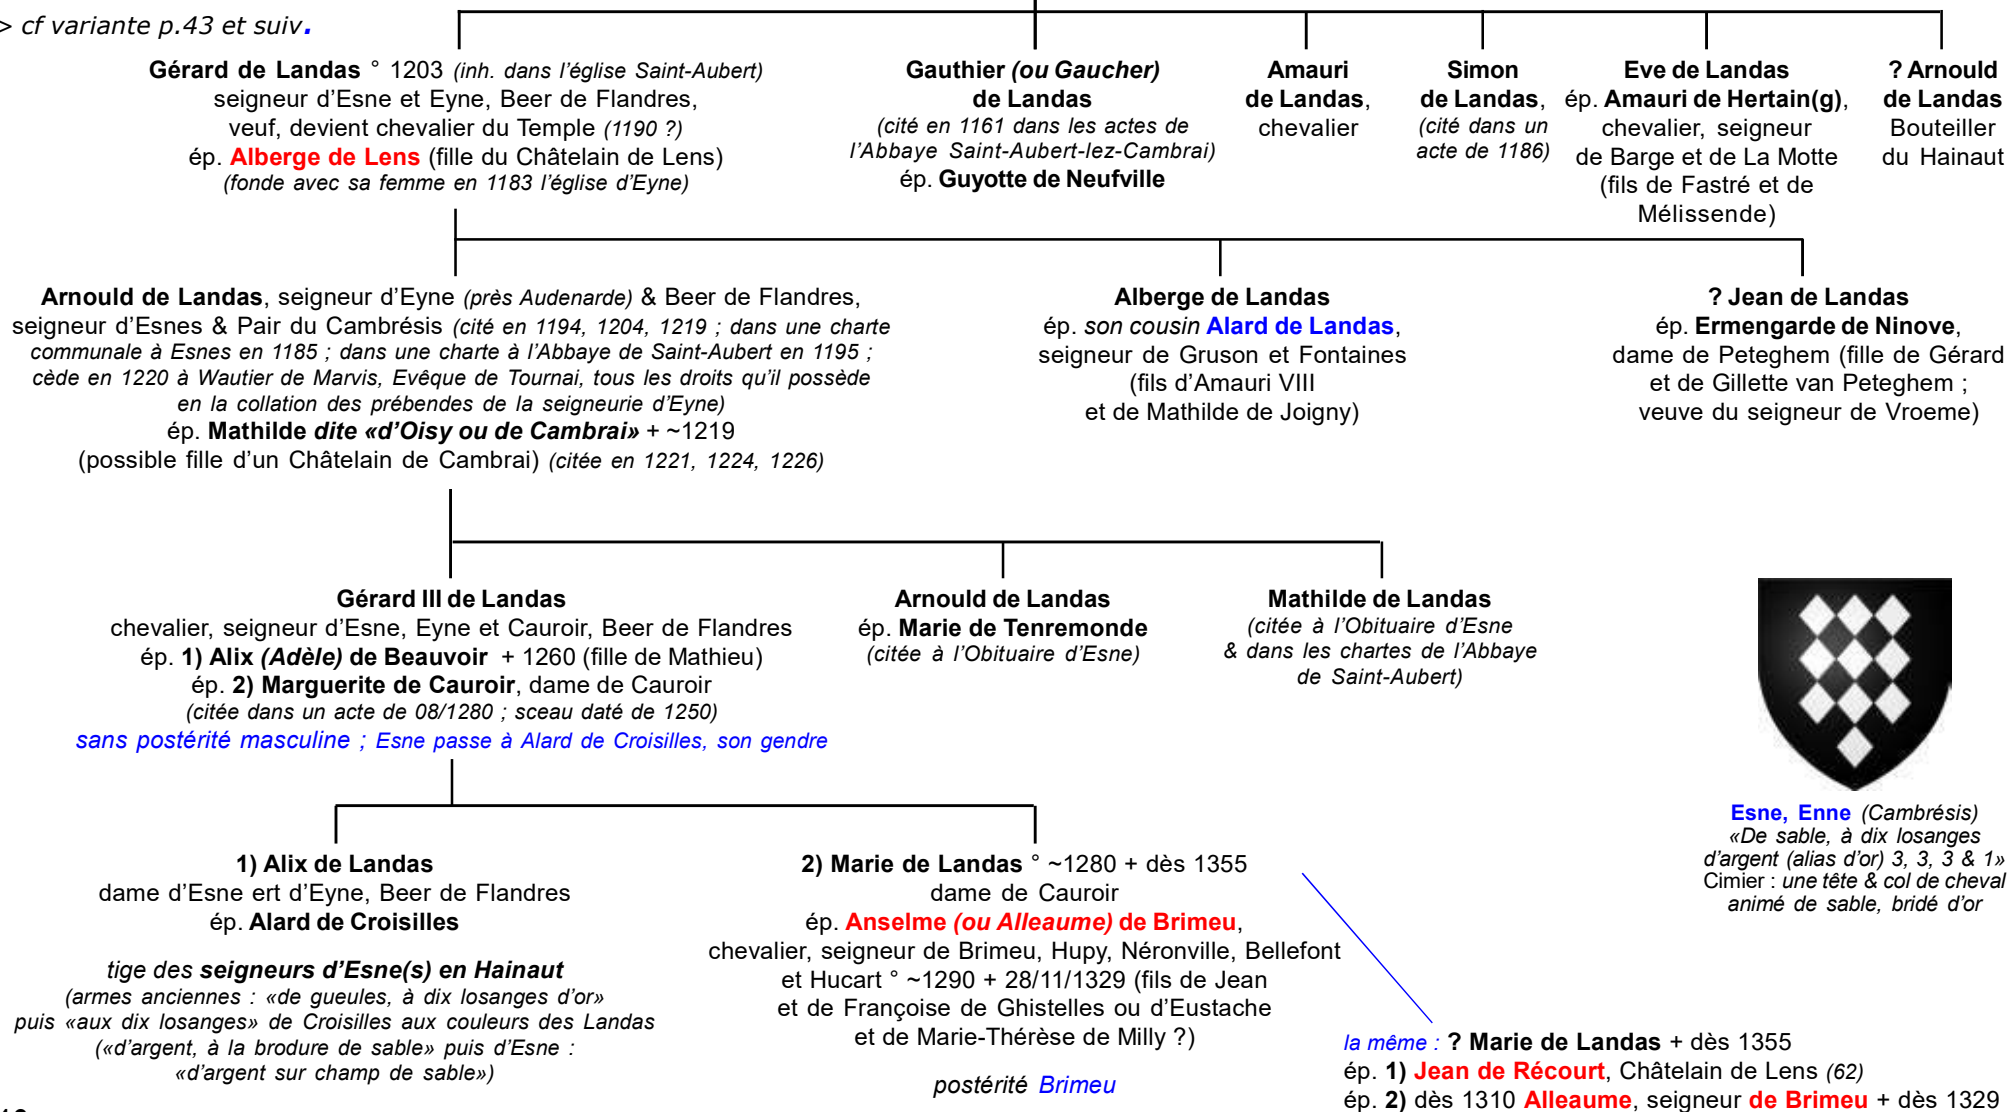 > cf variante p.43 et suiv.
Gérard de Landas ° 1203 (inh. dans l'église Saint-Aubert)
seigneur d'Esne et Eyne, Beer de Flandres,
veuf, devient chevalier du Temple (1190 ?)
ép. Alberge de Lens (fille du Châtelain de Lens)
(fonde avec sa femme en 1183 l'église d'Eyne)
Gauthier (ou Gaucher)
de Landas
(cité en 1161 dans les actes de
l'Abbaye Saint-Aubert-lez-Cambrai)
ép. Guyotte de Neufville
Amauri
de Landas,
chevalier
Simon
de Landas,
(cité dans un
acte de 1186)
Eve de Landas
ép. Amauri de Hertain(g),
chevalier, seigneur
de Barge et de La Motte
(fils de Fastré et de
Mélissende)
? Arnould
de Landas
Bouteiller
du Hainaut
Arnould de Landas, seigneur d'Eyne (près Audenarde) & Beer de Flandres,
seigneur d'Esnes & Pair du Cambrésis (cité en 1194, 1204, 1219 ; dans une charte
communale à Esnes en 1185 ; dans une charte à l'Abbaye de Saint-Aubert en 1195 ;
cède en 1220 à Wautier de Marvis, Evêque de Tournai, tous les droits qu'il possède
en la collation des prébendes de la seigneurie d'Eyne)
ép. Mathilde dite «d'Oisy ou de Cambrai» + ~1219
(possible fille d'un Châtelain de Cambrai) (citée en 1221, 1224, 1226)
Alberge de Landas
ép. son cousin Alard de Landas,
seigneur de Gruson et Fontaines
(fils d'Amauri VIII
et de Mathilde de Joigny)
? Jean de Landas
ép. Ermengarde de Ninove,
dame de Peteghem (fille de Gérard
et de Gillette van Peteghem ;
veuve du seigneur de Vroeme)
Gérard III de Landas
chevalier, seigneur d'Esne, Eyne et Cauroir, Beer de Flandres
ép. 1) Alix (Adèle) de Beauvoir + 1260 (fille de Mathieu)
ép. 2) Marguerite de Cauroir, dame de Cauroir
(citée dans un acte de 08/1280 ; sceau daté de 1250)
sans postérité masculine ; Esne passe à Alard de Croisilles, son gendre
Arnould de Landas
ép. Marie de Tenremonde
(citée à l'Obituaire d'Esne)
Mathilde de Landas
(citée à l'Obituaire d'Esne
& dans les chartes de l'Abbaye
de Saint-Aubert)
Esne, Enne (Cambrésis)
«De sable, à dix losanges
d'argent (alias d'or) 3, 3, 3 & 1»
Cimier : une tête & col de cheval
animé de sable, bridé d'or
1) Alix de Landas
dame d'Esne ert d'Eyne, Beer de Flandres
ép. Alard de Croisilles
tige des seigneurs d'Esne(s) en Hainaut
(armes anciennes : «de gueules, à dix losanges d'or»
puis «aux dix losanges» de Croisilles aux couleurs des Landas
(«d'argent, à la brodure de sable» puis d'Esne :
«d'argent sur champ de sable»)
2) Marie de Landas ° ~1280 + dès 1355
dame de Cauroir
ép. Anselme (ou Alleaume) de Brimeu,
chevalier, seigneur de Brimeu, Hupy, Néronville, Bellefont
et Hucart ° ~1290 + 28/11/1329 (fils de Jean
et de Françoise de Ghistelles ou d'Eustache
et de Marie-Thérèse de Milly ?)
postérité Brimeu
la même : ? Marie de Landas + dès 1355
ép. 1) Jean de Récourt, Châtelain de Lens (62)
ép. 2) dès 1310 Alleaume, seigneur de Brimeu + dès 1329